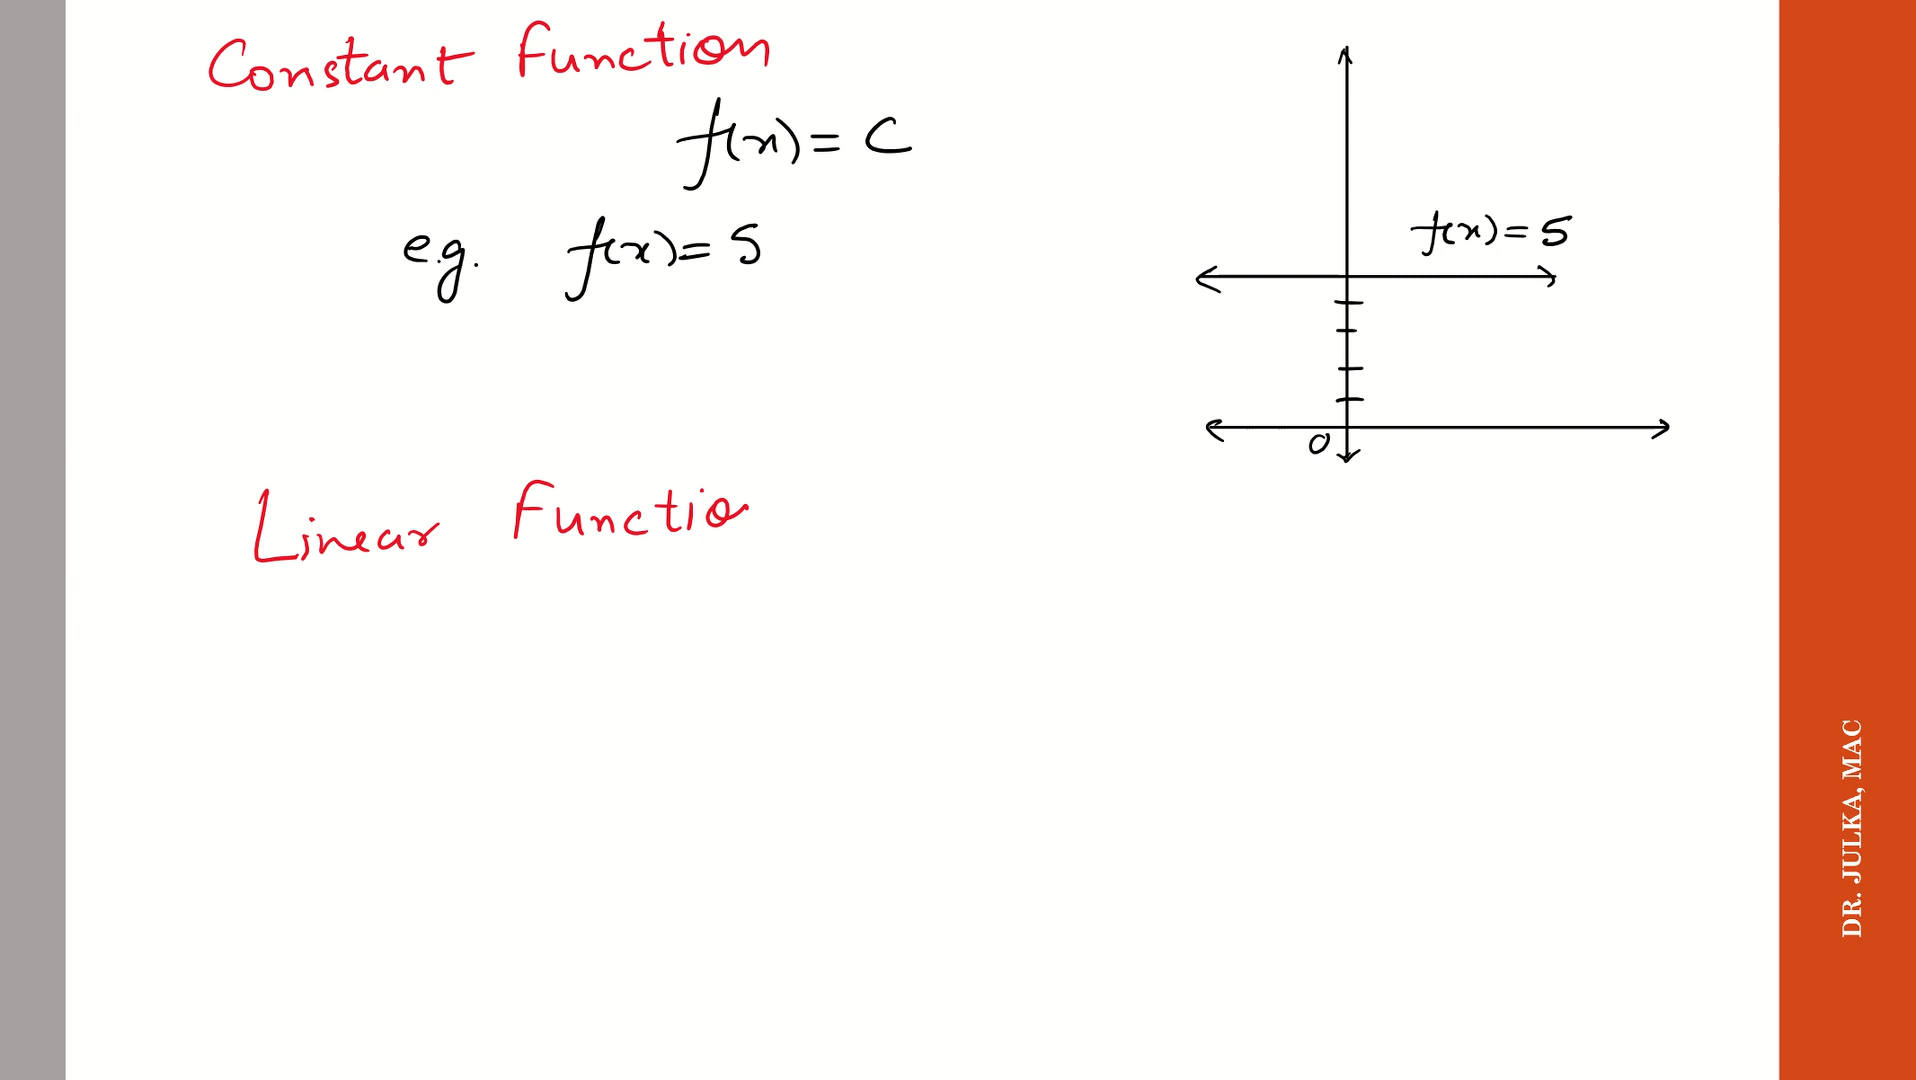 Constant Function
f(x) = C
e.g. f(x) = 5
f(x) = 5
0
Linear Functio
DR. JULKA, MAC